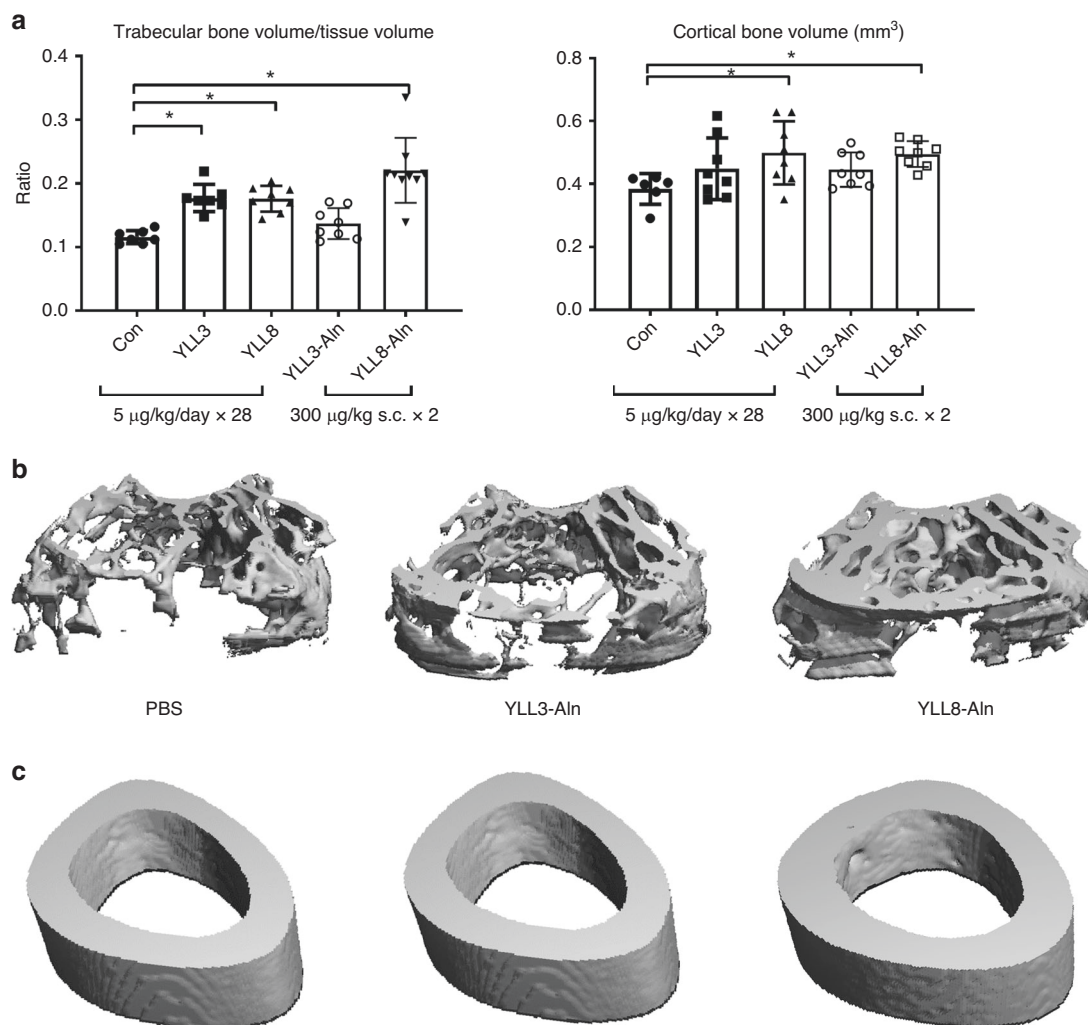 a
Trabecular bone volume/tissue volume
Ratio
0.4
0.3
0.2
0.1
0.0
*
*
*
Con
YLL3
YLL8
YLL3-Aln
YLL8-Aln
5 μg/kg/day × 28
300 μg/kg s.c. × 2
Cortical bone volume (mm³)
0.8
0.6
0.4
0.2
0.0
*
*
Con
YLL3
YLL8
YLL3-Aln
YLL8-Aln
5 μg/kg/day × 28
300 μg/kg s.c. × 2
b
PBS
YLL3-Aln
YLL8-Aln
c